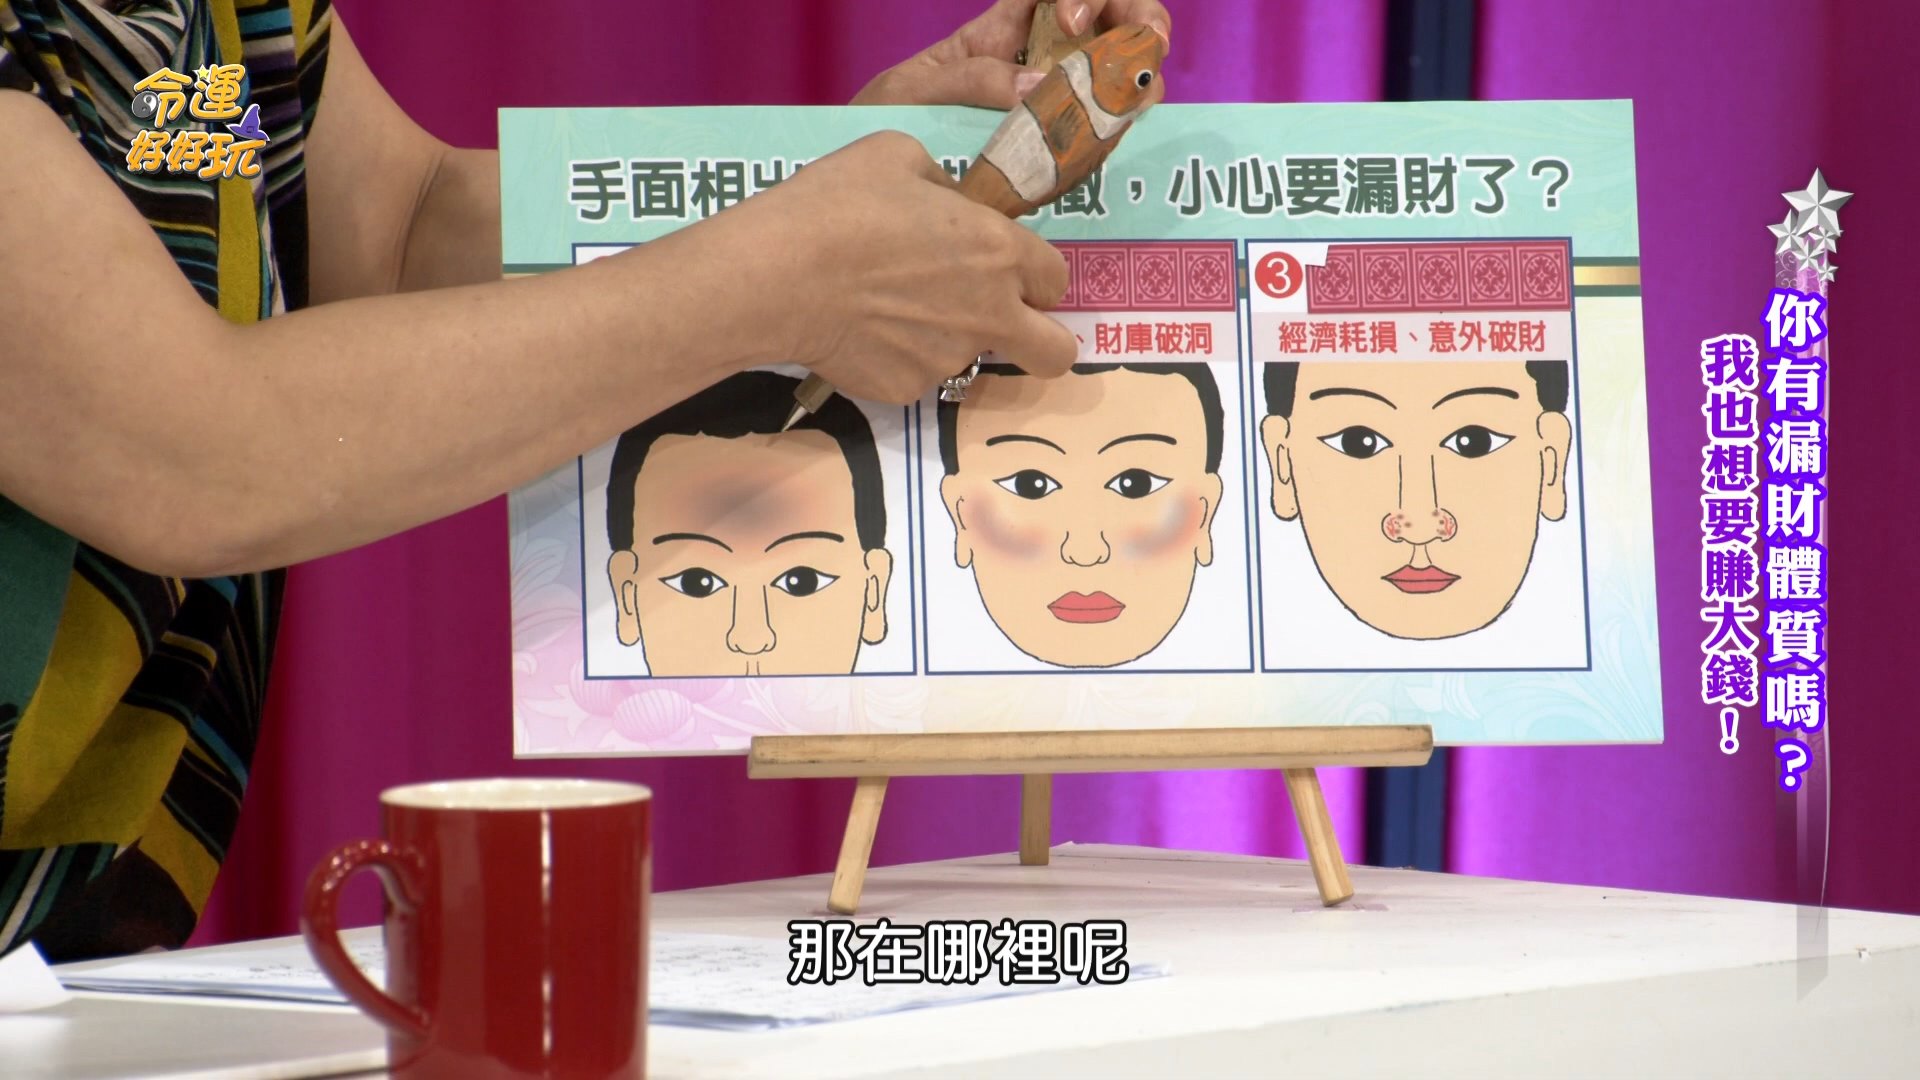 命運
好好玩
手面相出 徵，小心要漏財了？
3
、財庫破洞
經濟耗損、意外破財
你有漏財體質嗎？
我也想要賺大錢！
那在哪裡呢